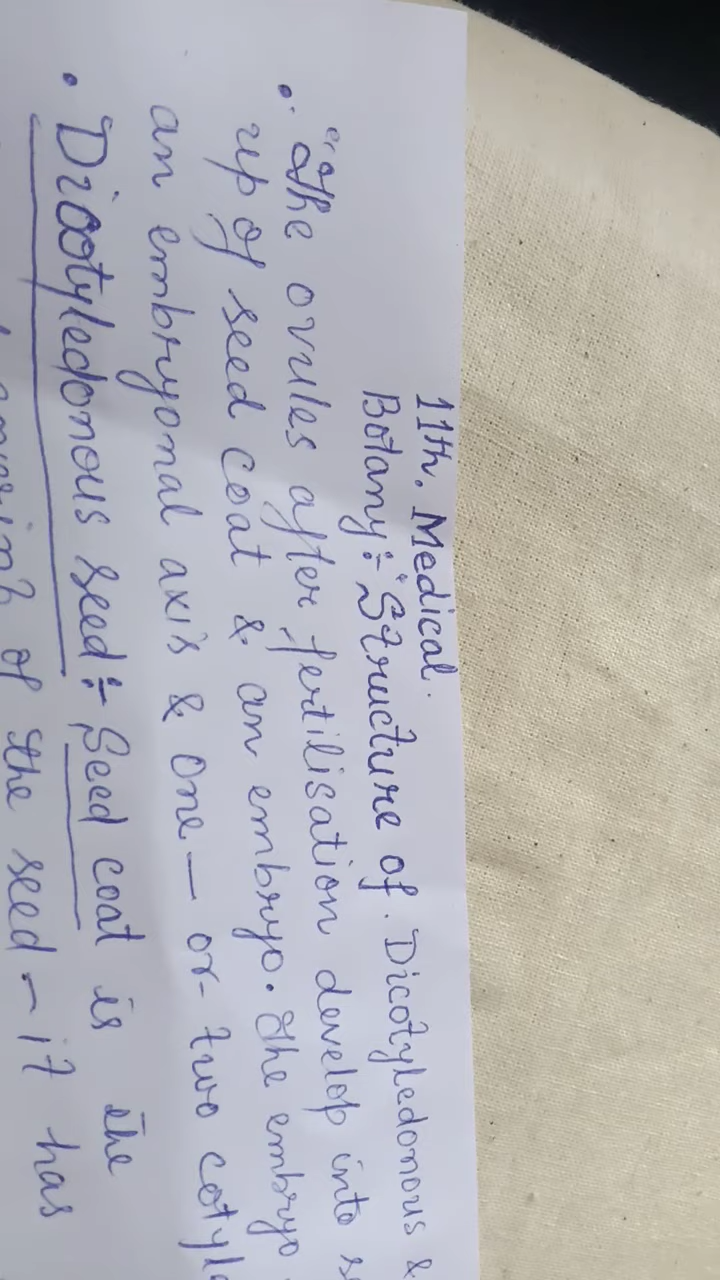 11th. Medical.
Botany:- "Structure of. Dicotyledonous &
• "The ovules after fertilisation develop into
up of seed coat & an embryo. The embryo
an embryonal axis & one- or two
• Dicotyledonous seed:- Seed coat is the
of the seed - it has